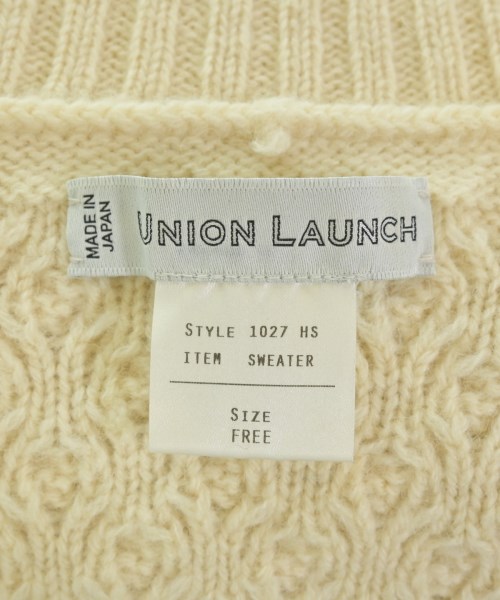 MADE IN
JAPAN
UNION LAUNCH
STYLE 1027 HS
ITEM SWEATER
SIZE
FREE